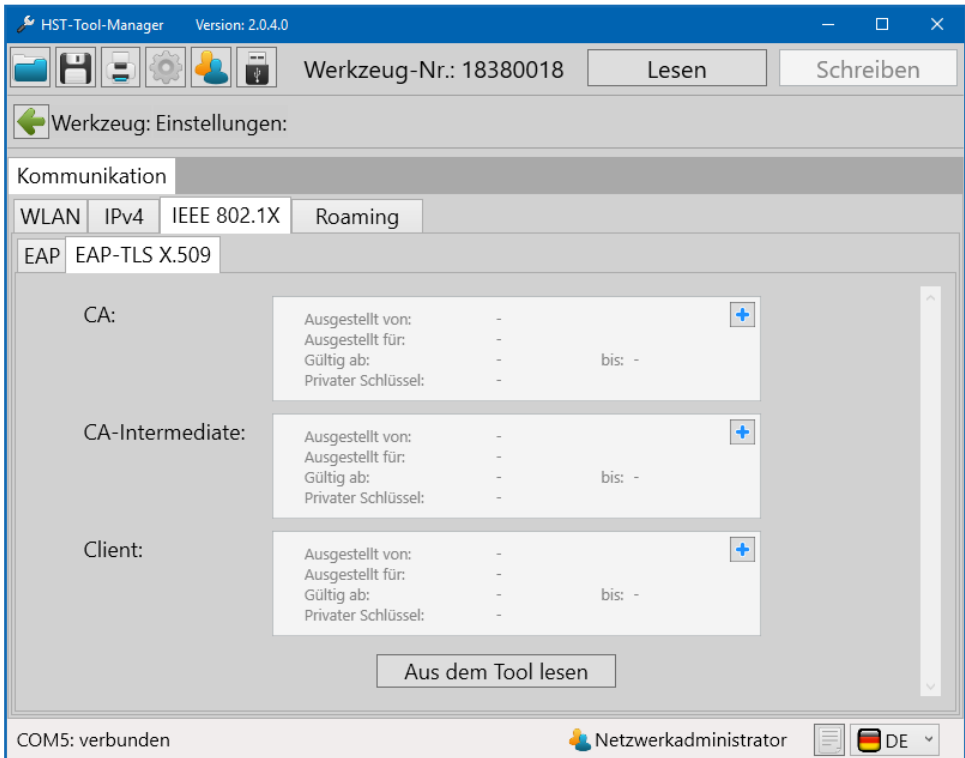 HST-Tool-Manager Version: 2.0.4.0
Werkzeug-Nr.: 18380018 Lesen Schreiben
Werkzeug: Einstellungen:
Kommunikation
WLAN IPv4 IEEE 802.1X Roaming
EAP EAP-TLS X.509
CA:
Ausgestellt von: -
Ausgestellt für: -
Gültig ab: - bis: -
Privater Schlüssel: -
CA-Intermediate:
Ausgestellt von: -
Ausgestellt für: -
Gültig ab: - bis: -
Privater Schlüssel: -
Client:
Ausgestellt von: -
Ausgestellt für: -
Gültig ab: - bis: -
Privater Schlüssel: -
Aus dem Tool lesen
COM5: verbunden Netzwerkadministrator DE